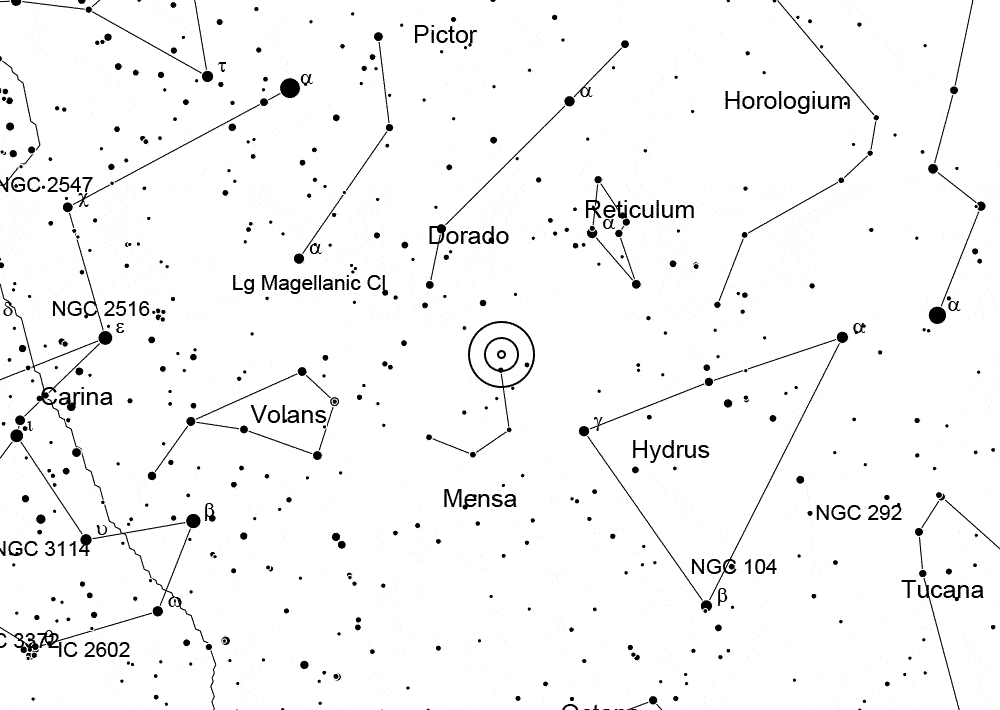 Pictor
τ
α
α
Horologium
NGC 2547
χ
Reticulum
α
Dorado
α
Lg Magellanic Cl
δ
NGC 2516
ε
α
α
Carina
ι
Volans
γ
Hydrus
Mensa
β
υ
NGC 292
NGC 3114
NGC 104
β
Tucana
ω
θ
C 3372
IC 2602